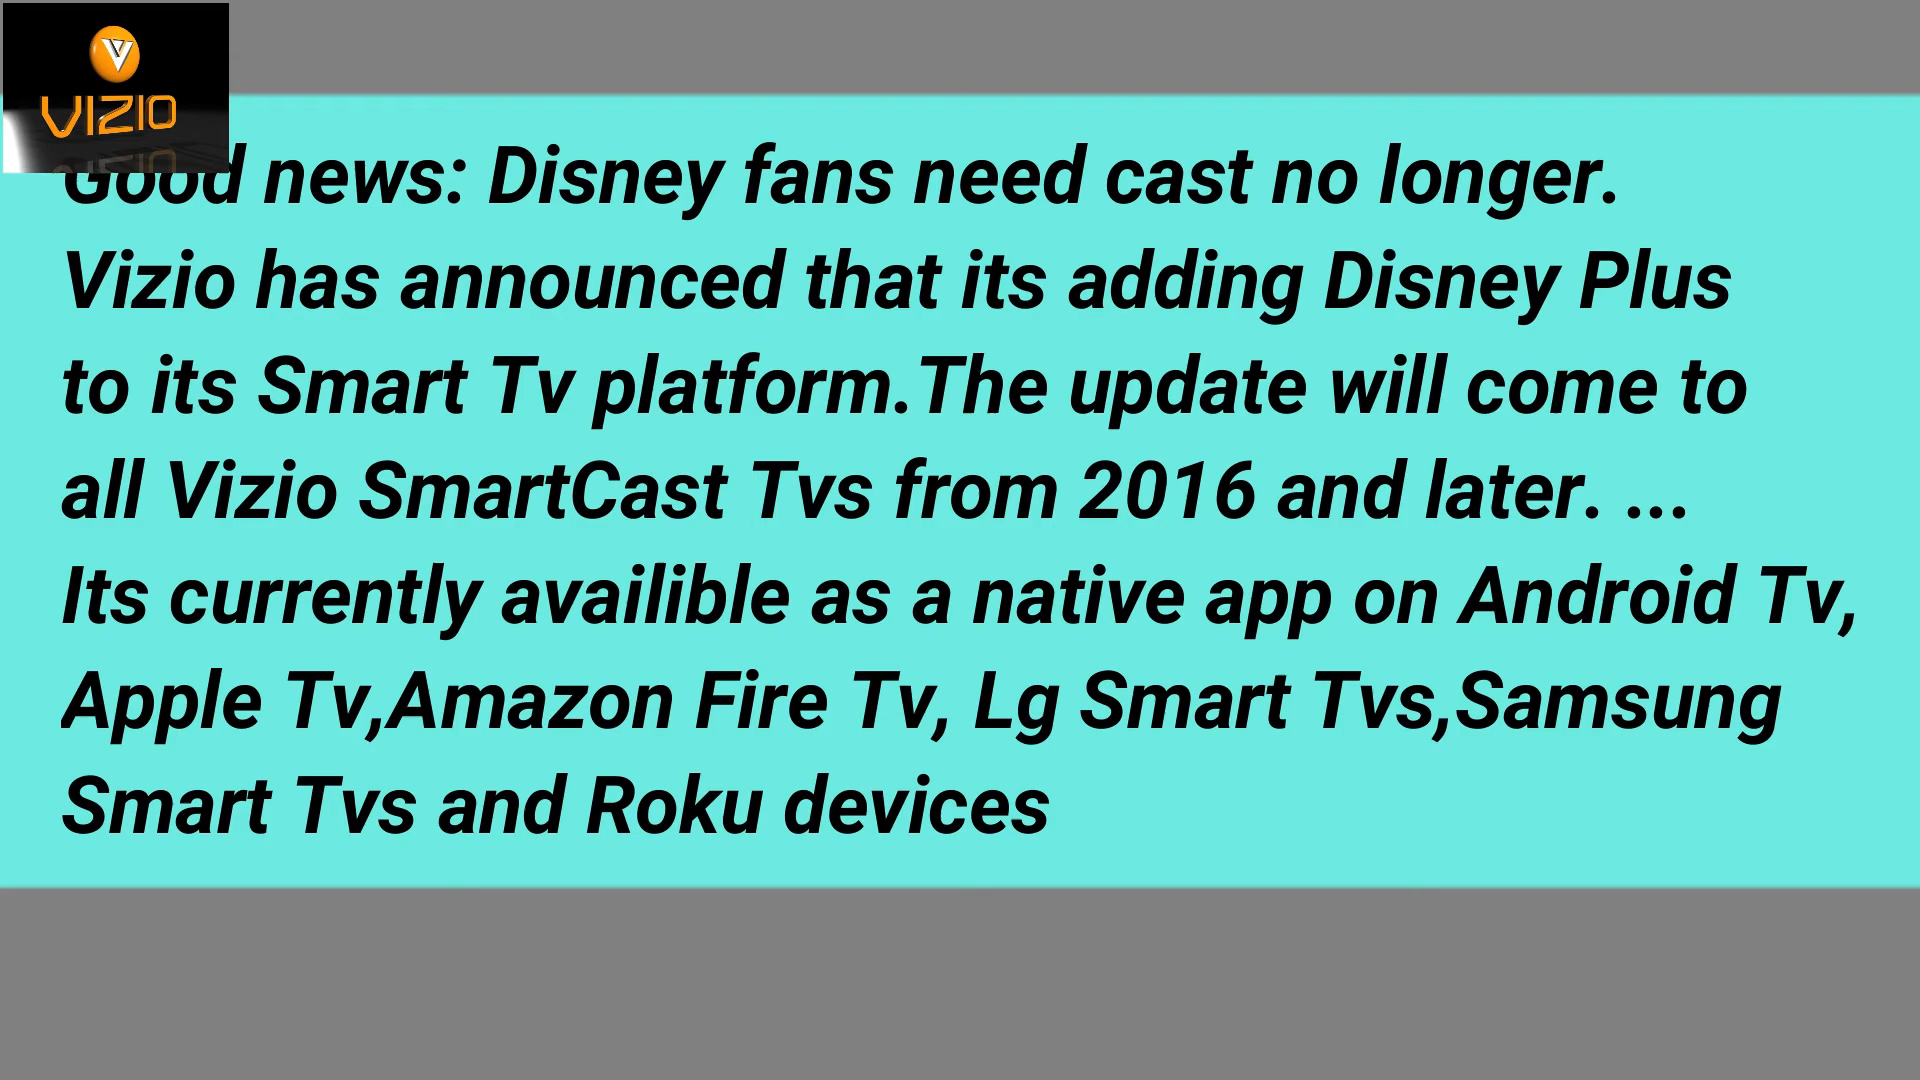 VIZIO
Good news: Disney fans need cast no longer.
Vizio has announced that its adding Disney Plus
to its Smart Tv platform.The update will come to
all Vizio SmartCast Tvs from 2016 and later. ...
Its currently availible as a native app on Android Tv,
Apple Tv,Amazon Fire Tv, Lg Smart Tvs,Samsung
Smart Tvs and Roku devices